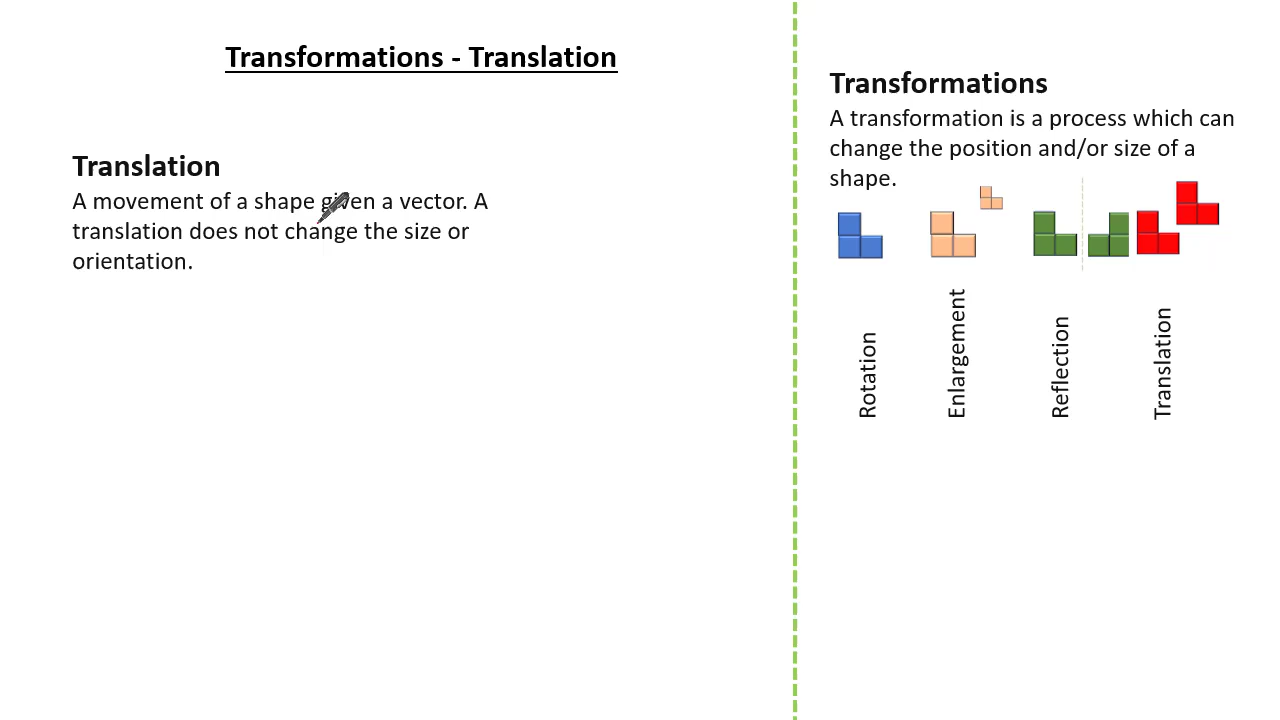 Transformations - Translation
Translation
A movement of a shape given a vector. A
translation does not change the size or
orientation.
Transformations
A transformation is a process which can
change the position and/or size of a
shape.
Rotation
Enlargement
Reflection
Translation